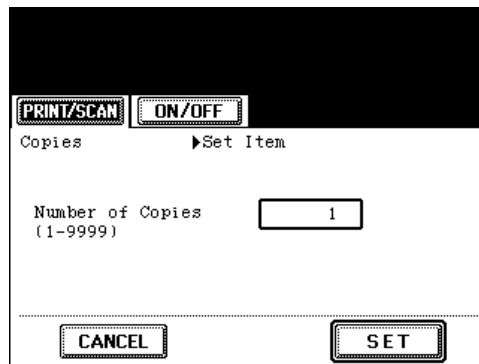 PRINT/SCAN ON/OFF
Copies ▶Set Item
Number of Copies 1
(1-9999)
CANCEL SET